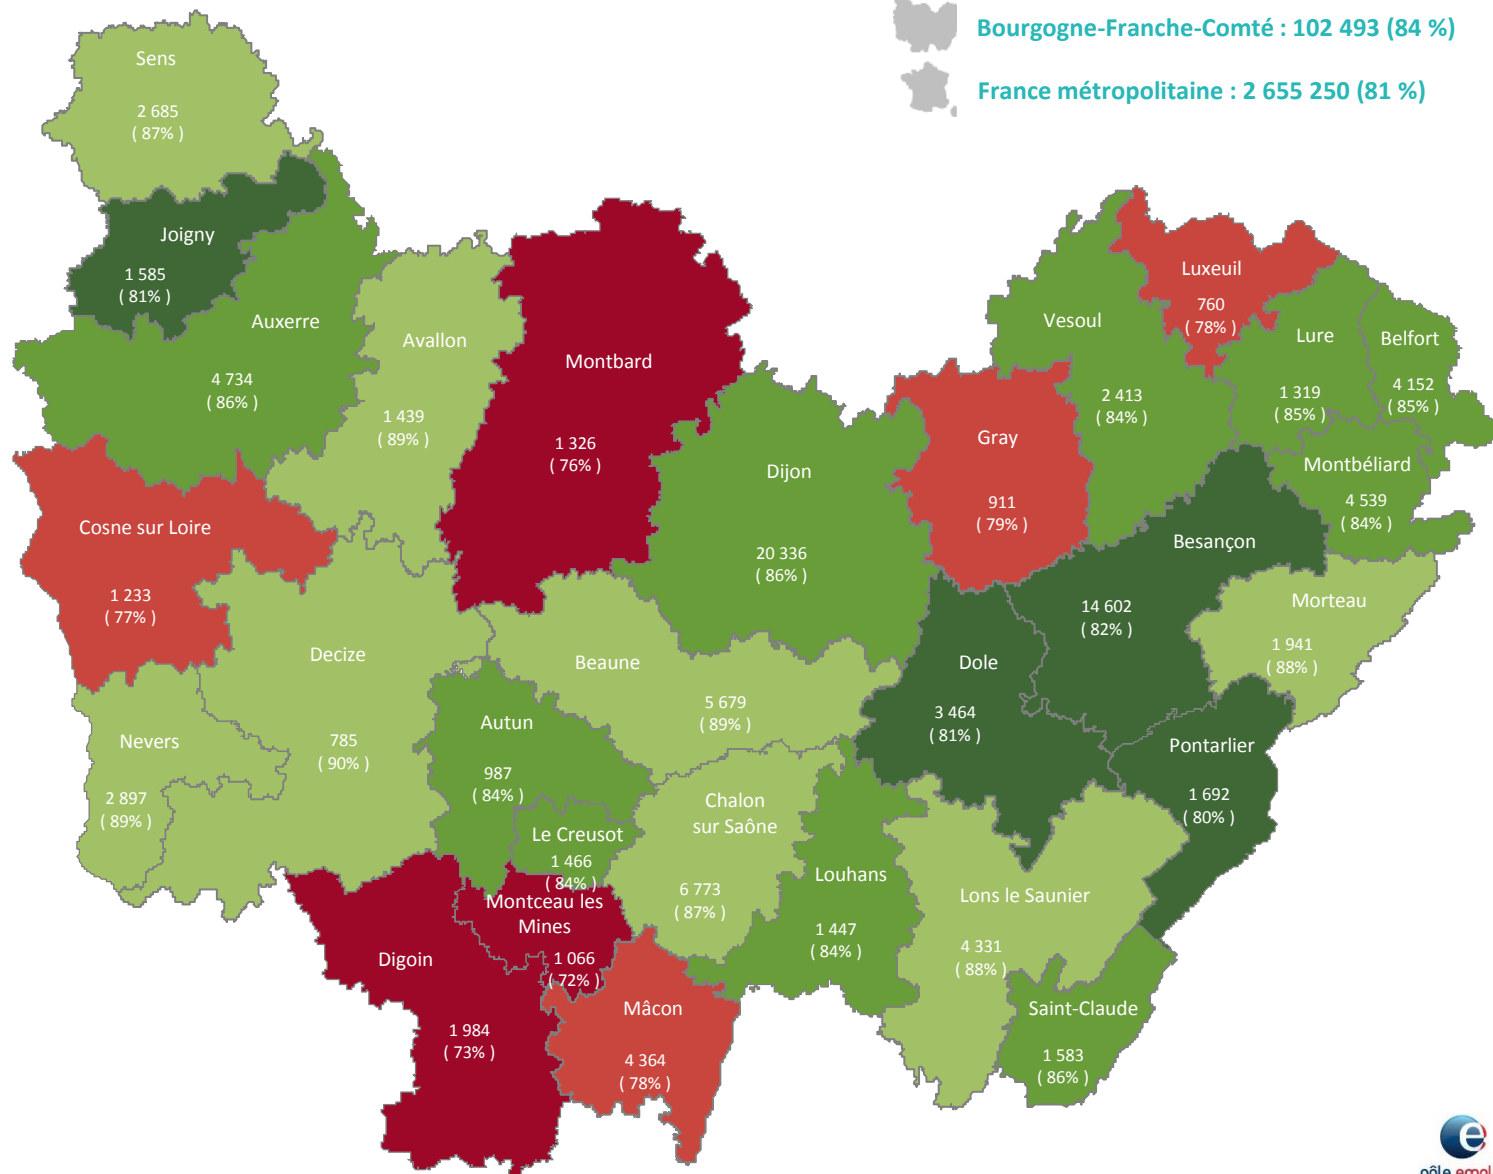 Bourgogne-Franche-Comté : 102 493 (84 %)
France métropolitaine : 2 655 250 (81 %)
Sens
2 685
( 87% )
Joigny
1 585
( 81% )
Auxerre
4 734
( 86% )
Avallon
1 439
( 89% )
Montbard
1 326
( 76% )
Dijon
20 336
( 86% )
Vesoul
2 413
( 84% )
Luxeuil
760
( 78% )
Lure
1 319
( 85% )
Belfort
4 152
( 85% )
Montbéliard
4 539
( 84% )
Gray
911
( 79% )
Besançon
14 602
( 82% )
Morteau
1 941
( 88% )
Cosne sur Loire
1 233
( 77% )
Decize
785
( 90% )
Nevers
2 897
( 89% )
Beaune
5 679
( 89% )
Autun
987
( 84% )
Le Creusot
1 466
( 84% )
Dole
3 464
( 81% )
Pontarlier
1 692
( 80% )
Chalon
sur Saône
6 773
( 87% )
Louhans
1 447
( 84% )
Lons le Saunier
4 331
( 88% )
Montceau les
Mines
1 066
( 72% )
Digoin
1 984
( 73% )
Mâcon
4 364
( 78% )
Saint-Claude
1 583
( 86% )